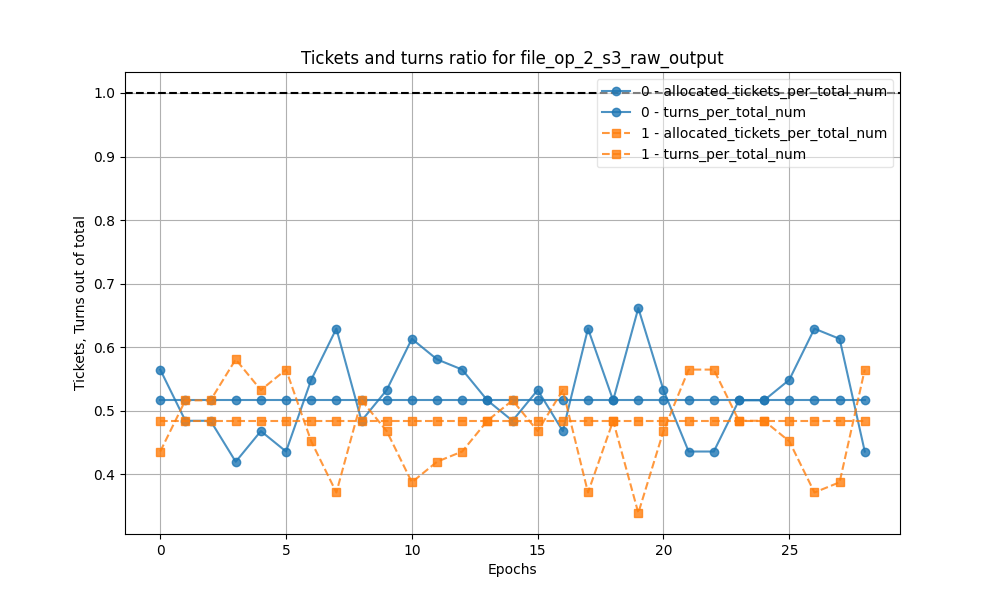 Tickets and turns ratio for file_op_2_s3_raw_output
1.0
0.9
0.8
0.7
0.6
0.5
0.4
Tickets, Turns out of total
0 - allocated_tickets_per_total_num
0 - turns_per_total_num
1 - allocated_tickets_per_total_num
1 - turns_per_total_num
0 5 10 15 20 25
Epochs